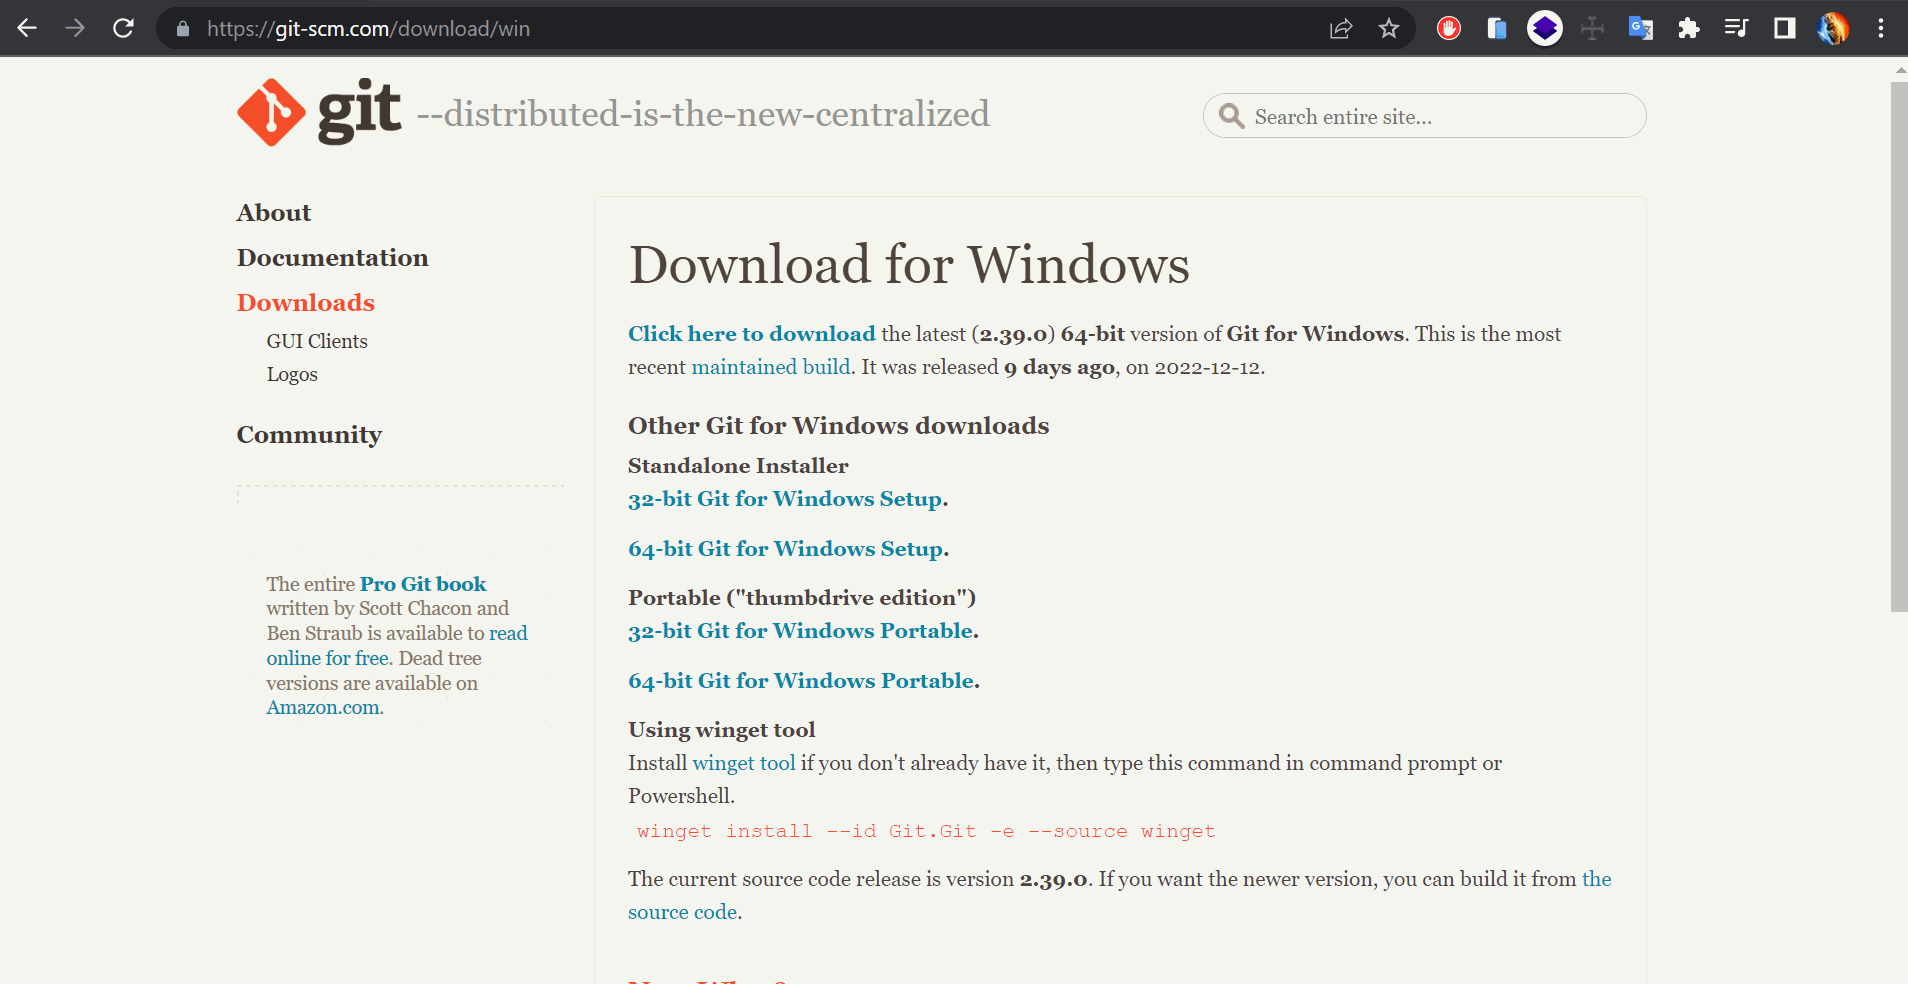 https://git-scm.com/download/win
git --distributed-is-the-new-centralized
Search entire site...
About
Documentation
Downloads
GUI Clients
Logos
Community
The entire Pro Git book
written by Scott Chacon and
Ben Straub is available to read
online for free. Dead tree
versions are available on
Amazon.com.
Download for Windows
Click here to download the latest (2.39.0) 64-bit version of Git for Windows. This is the most
recent maintained build. It was released 9 days ago, on 2022-12-12.
Other Git for Windows downloads
Standalone Installer
32-bit Git for Windows Setup.
64-bit Git for Windows Setup.
Portable ("thumbdrive edition")
32-bit Git for Windows Portable.
64-bit Git for Windows Portable.
Using winget tool
Install winget tool if you don't already have it, then type this command in command prompt or
Powershell.
winget install --id Git.Git -e --source winget
The current source code release is version 2.39.0. If you want the newer version, you can build it from the
source code.